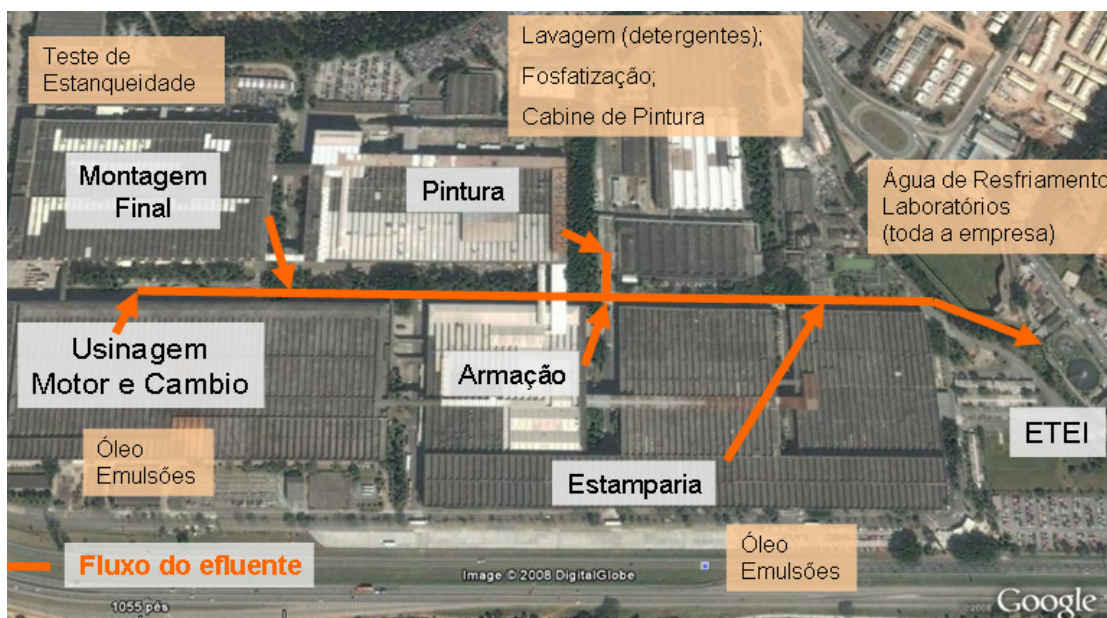 Teste de
Estanqueidade
Lavagem (detergentes);
Fosfatização;
Cabine de Pintura
Montagem
Final
Pintura
Água de Resfriamento
Laboratórios
(toda a empresa)
Usinagem
Motor e Cambio
Armação
Óleo
Emulsões
Estamparia
ETEI
Óleo
Emulsões
Fluxo do efluente
Image © 2008 DigitalGlobe
1055 pés
©2008 Google